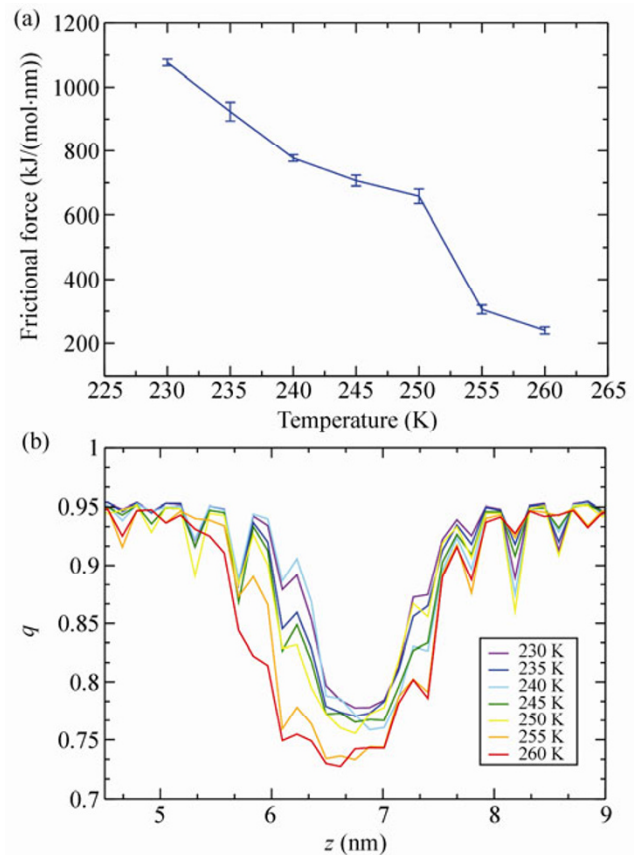 (a)
1200
1000
800
600
400
200
Frictional force (kJ/(mol·nm))
225 230 235 240 245 250 255 260 265
Temperature (K)
(b)
1
0.95
0.9
0.85
0.8
0.75
0.7
q
230 K
235 K
240 K
245 K
250 K
255 K
260 K
5 6 7 8 9
z (nm)